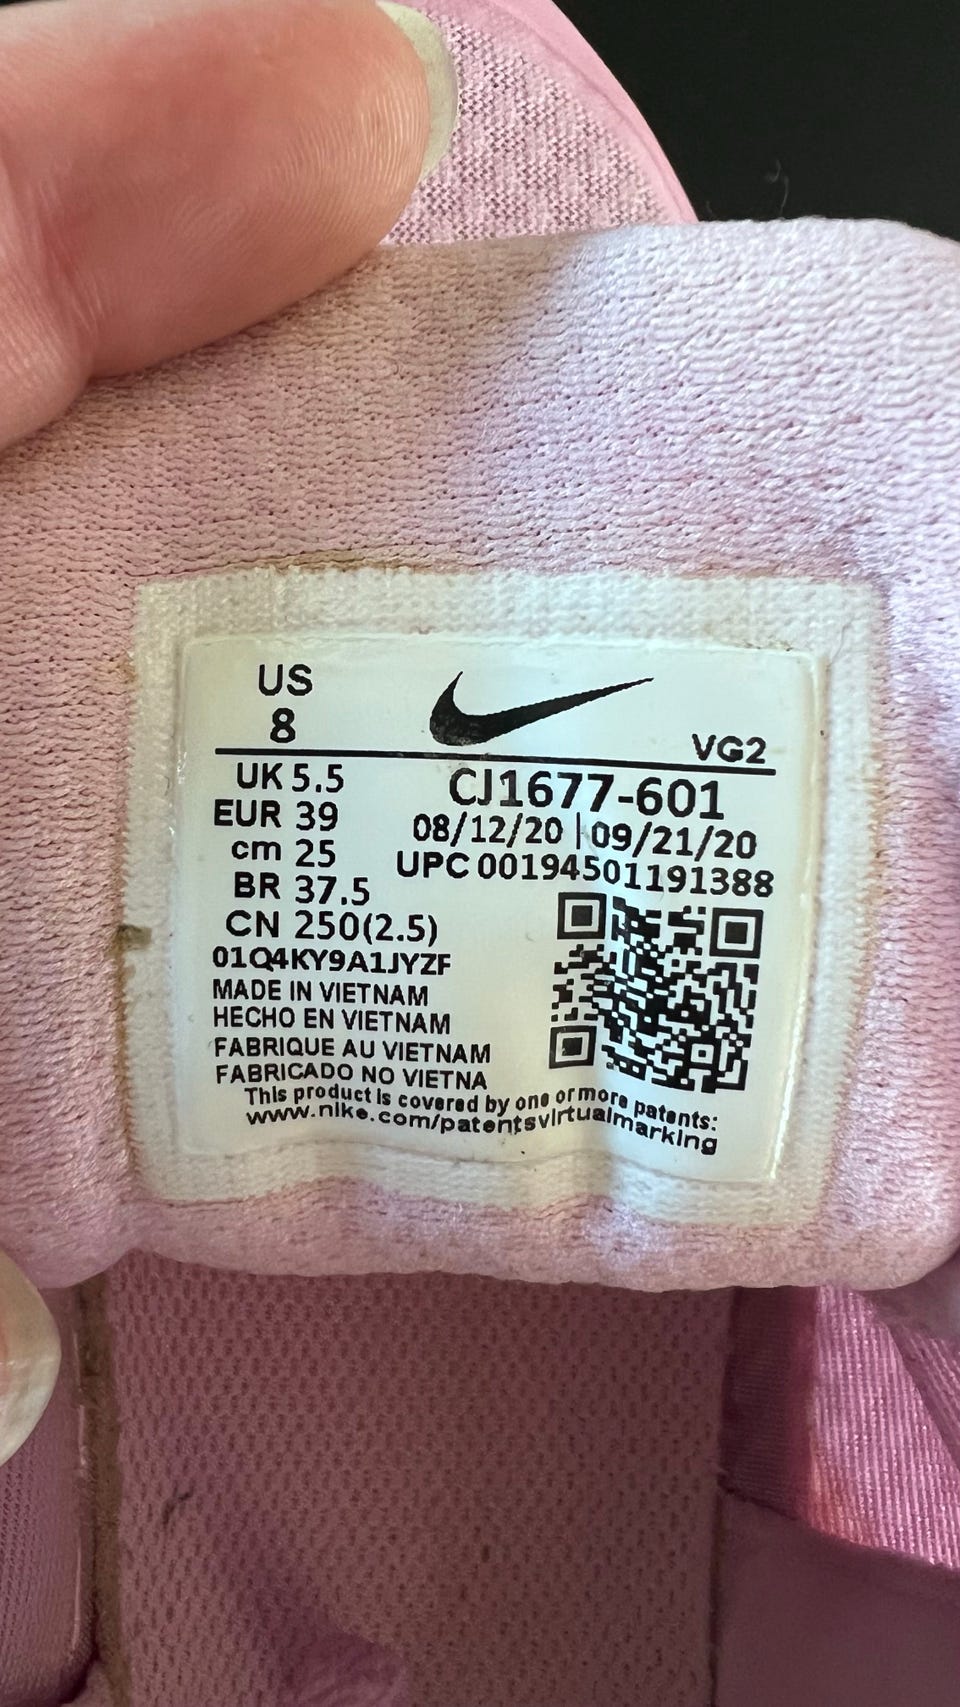 US
8
VG2
UK 5.5
EUR 39
cm 25
BR 37.5
CN 250(2.5)
CJ1677-601
08/12/20 | 09/21/20
UPC 00194501191388
01Q4KY9A1JYZF
MADE IN VIETNAM
HECHO EN VIETNAM
FABRIQUE AU VIETNAM
FABRICADO NO VIETNA
This product is covered by one or more patents:
www.nike.com/patentsvirtualmarking